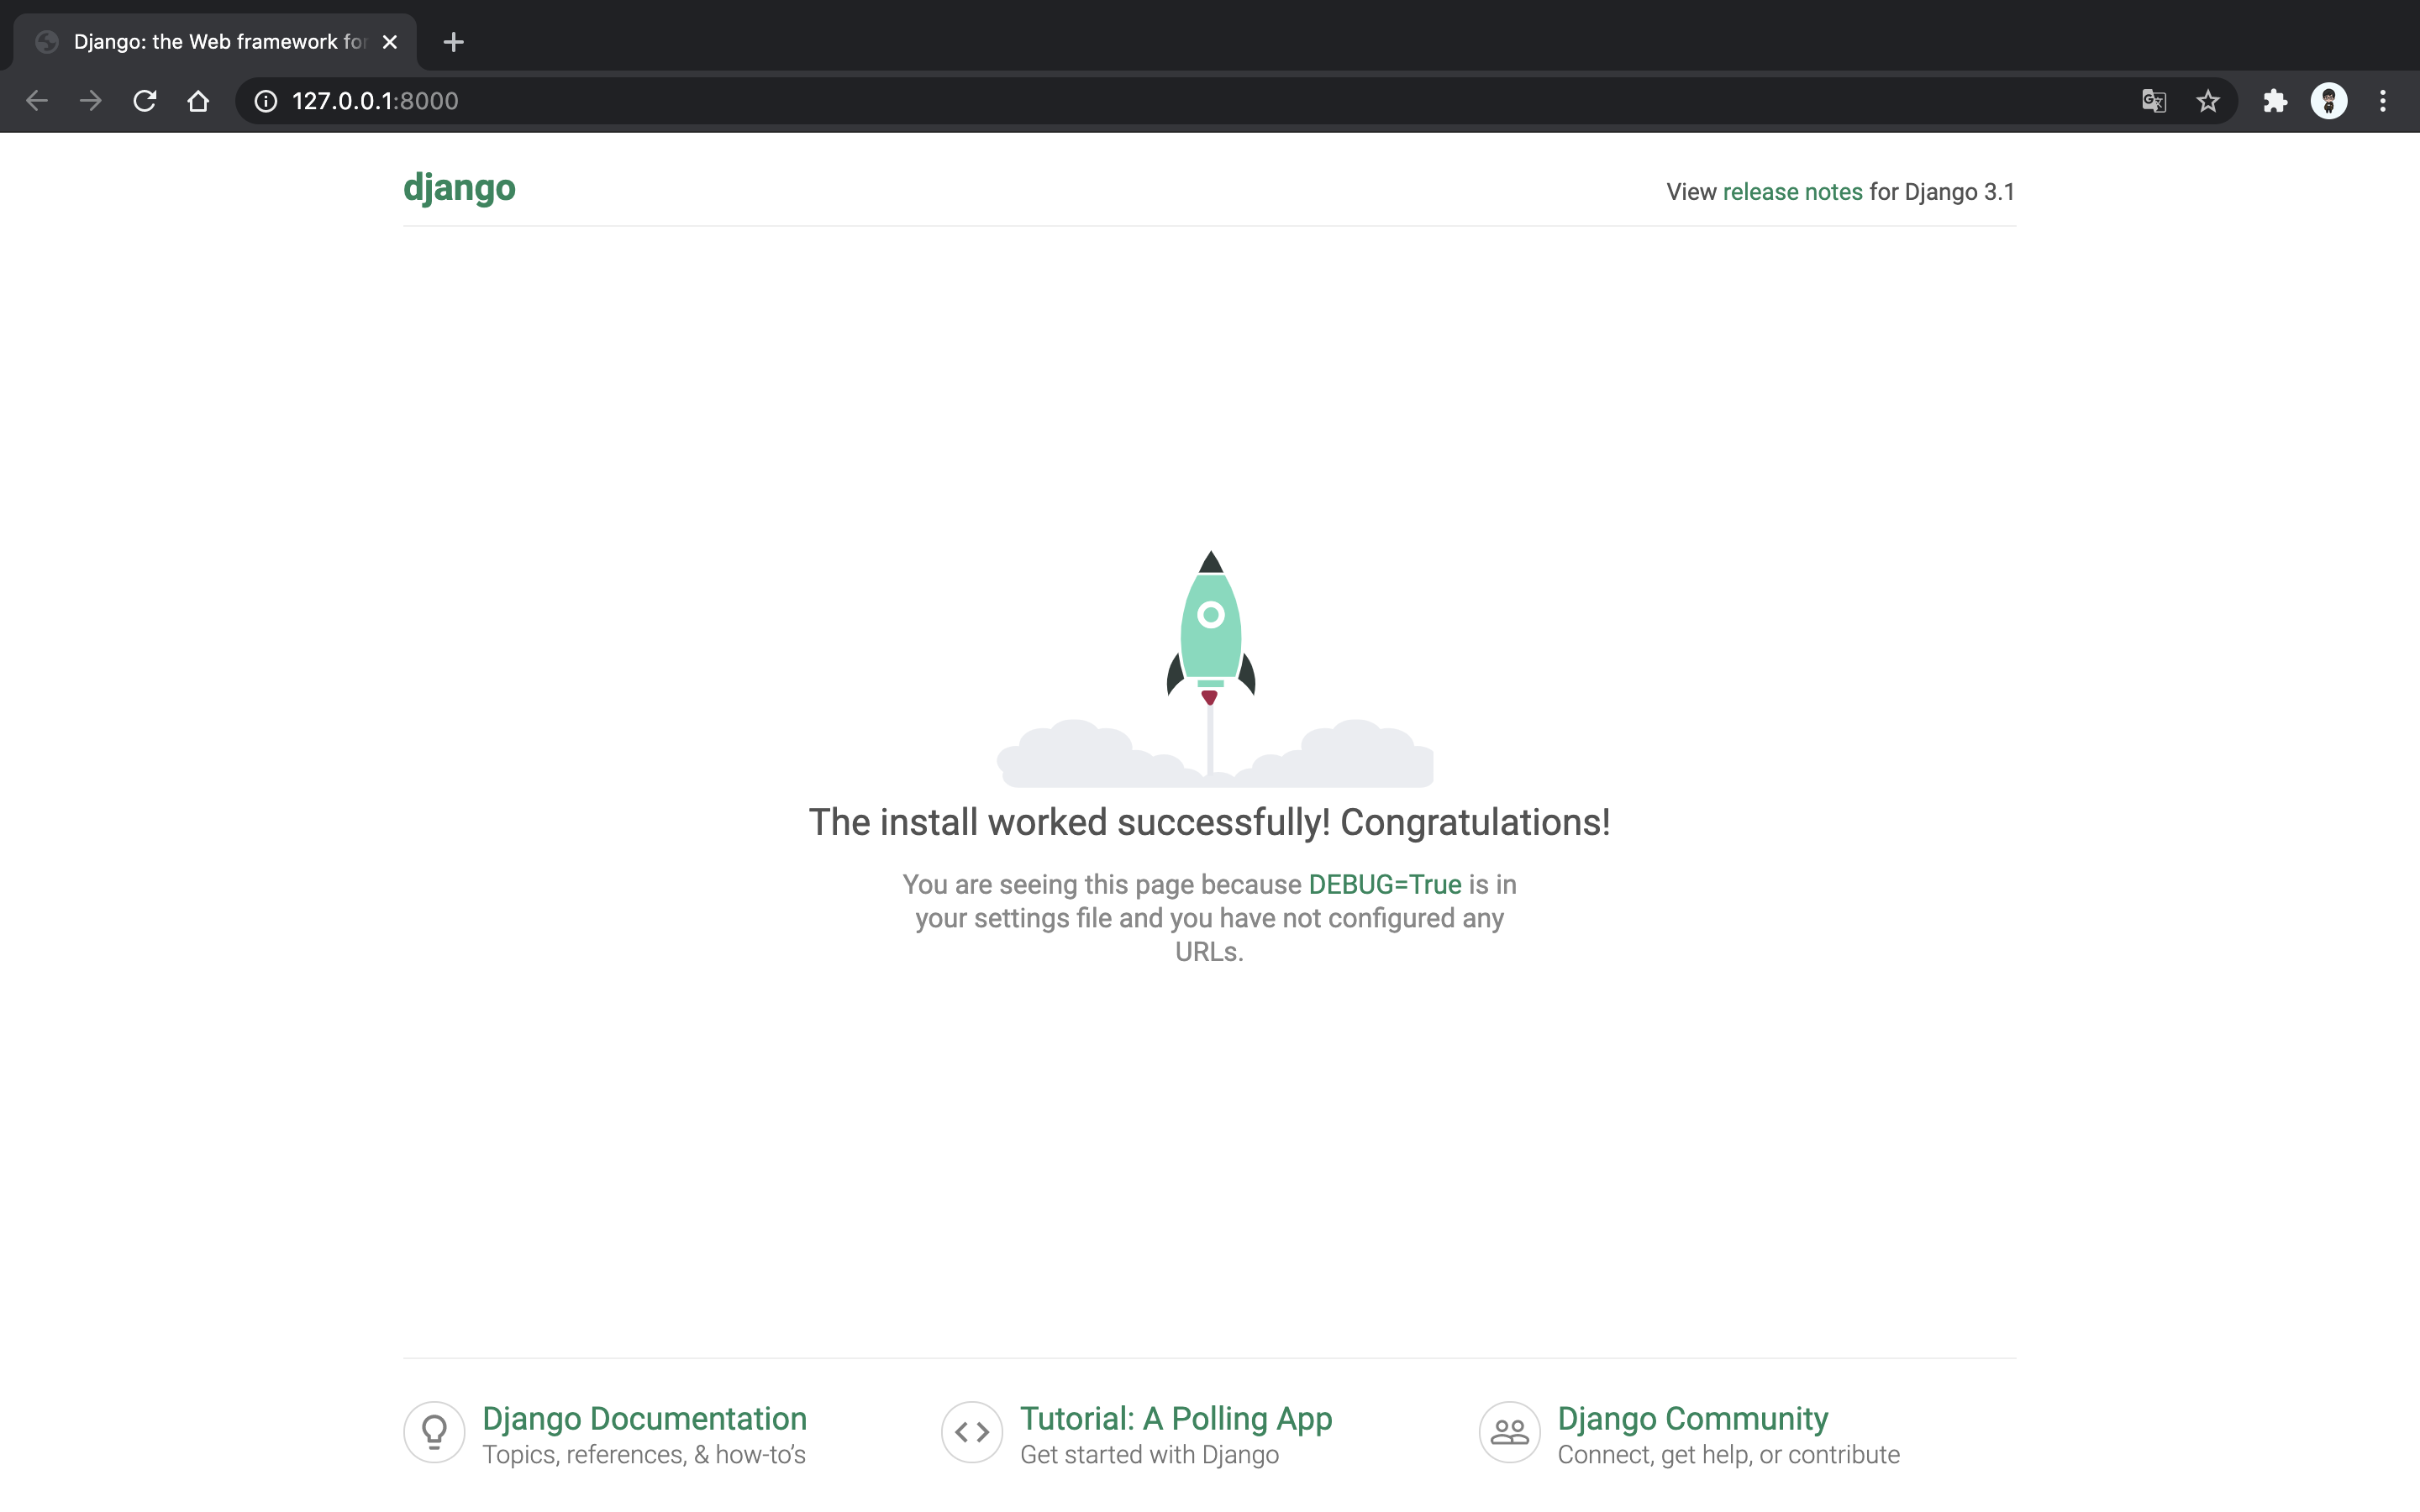 Django: the Web framework for
127.0.0.1:8000
django
View release notes for Django 3.1
The install worked successfully! Congratulations!
You are seeing this page because DEBUG=True is in
your settings file and you have not configured any
URLs.
Django Documentation
Topics, references, & how-to’s
Tutorial: A Polling App
Get started with Django
Django Community
Connect, get help, or contribute